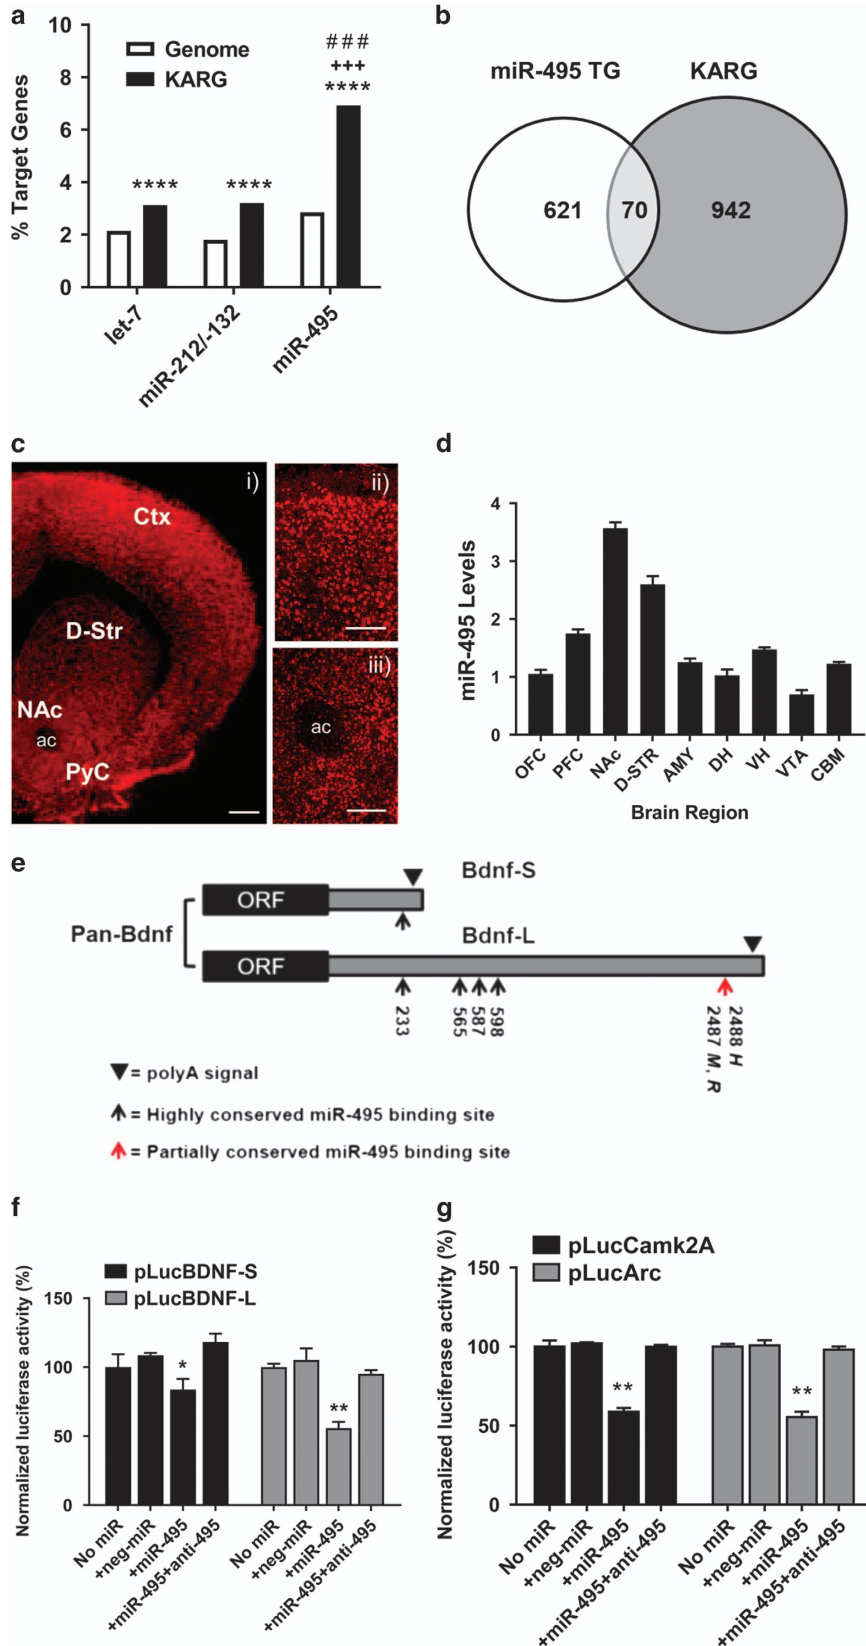 a
% Target Genes
10
8
6
4
2
0
Genome
KARG
****
****
###
+++
****
let-7
miR-212/-132
miR-495
b
miR-495 TG
KARG
621
70
942
c
i)
Ctx
D-Str
NAc
ac
PyC
ii)
iii)
ac
d
miR-495 Levels
4
3
2
1
0
OFC
PFC
NAc
D-STR
AMY
DH
VH
VTA
CBM
Brain Region
e
Pan-Bdnf
ORF
Bdnf-S
ORF
Bdnf-L
233
565
587
598
2487 M, R
2488 H
= polyA signal
= Highly conserved miR-495 binding site
= Partially conserved miR-495 binding site
f
Normalized luciferase activity (%)
pLucBDNF-S
pLucBDNF-L
150
100
50
0
*
**
No miR
+neg-miR
+miR-495
+miR-495+anti-495
No miR
+neg-miR
+miR-495
+miR-495+anti-495
g
Normalized luciferase activity (%)
pLucCamk2A
pLucArc
150
100
50
0
**
**
No miR
+neg-miR
+miR-495
+miR-495+anti-495
No miR
+neg-miR
+miR-495
+miR-495+anti-495